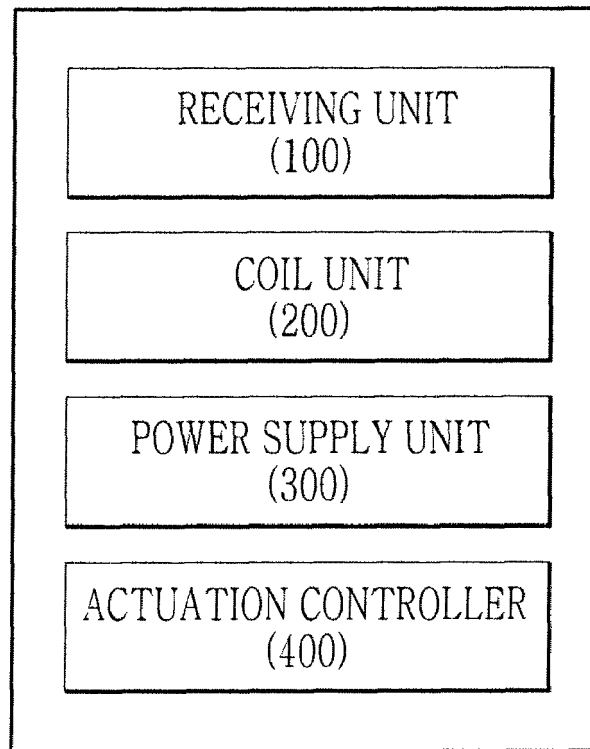 RECEIVING UNIT
(100)
COIL UNIT
(200)
POWER SUPPLY UNIT
(300)
ACTUATION CONTROLLER
(400)